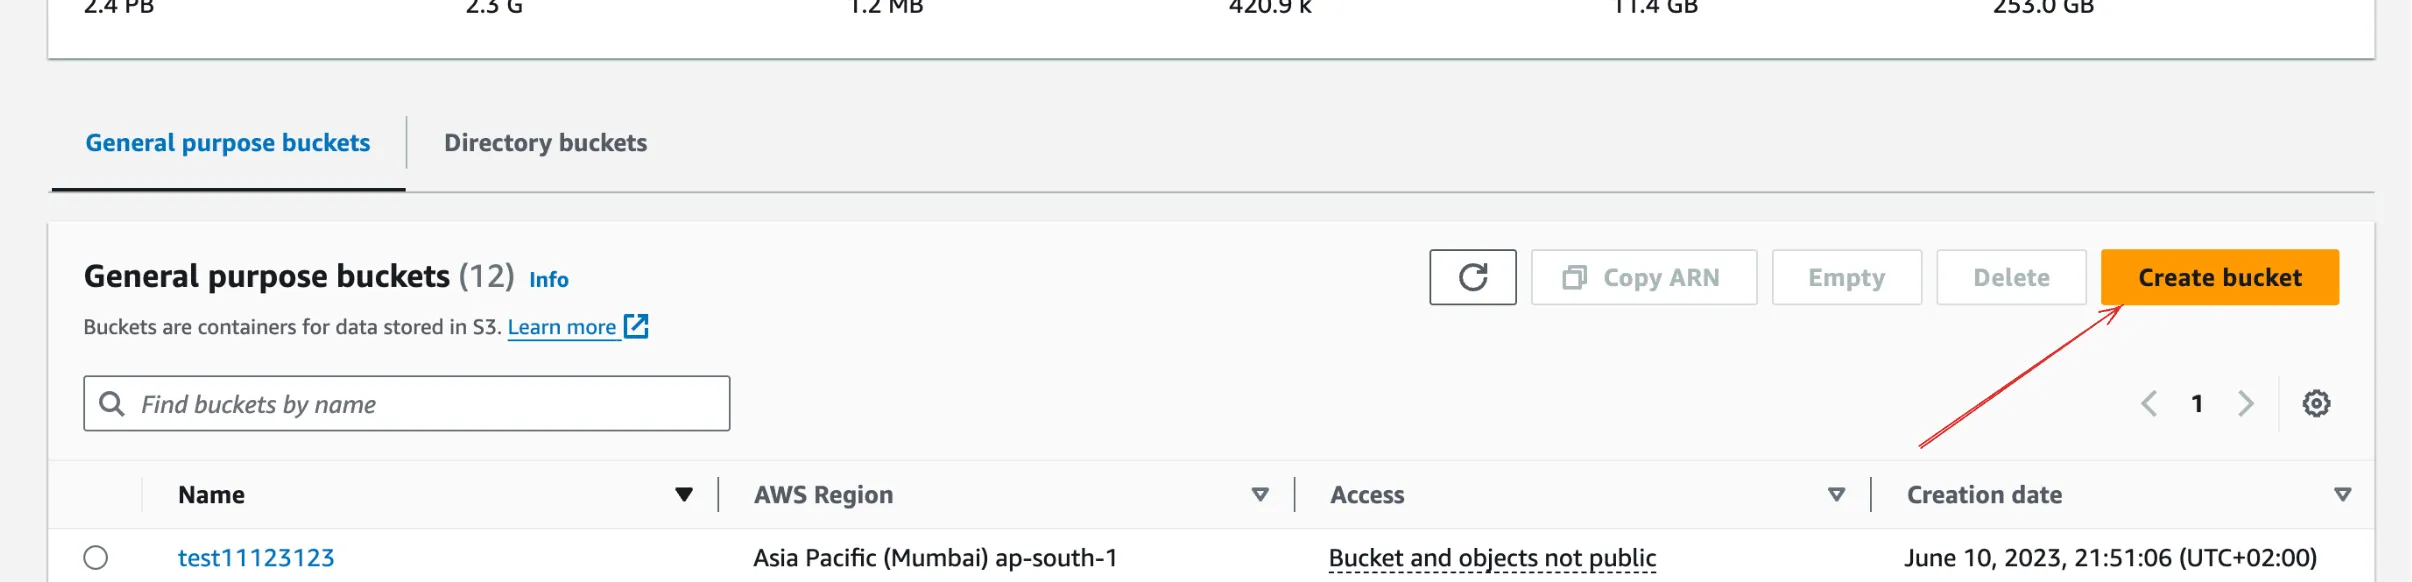 2.4 PB 2.3 G 1.2 MB 420.9 k 11.4 GB 253.0 GB
General purpose buckets Directory buckets
General purpose buckets (12) Info
Copy ARN Empty Delete Create bucket
Buckets are containers for data stored in S3. Learn more
Find buckets by name
1
Name AWS Region Access Creation date
test11123123 Asia Pacific (Mumbai) ap-south-1 Bucket and objects not public June 10, 2023, 21:51:06 (UTC+02:00)